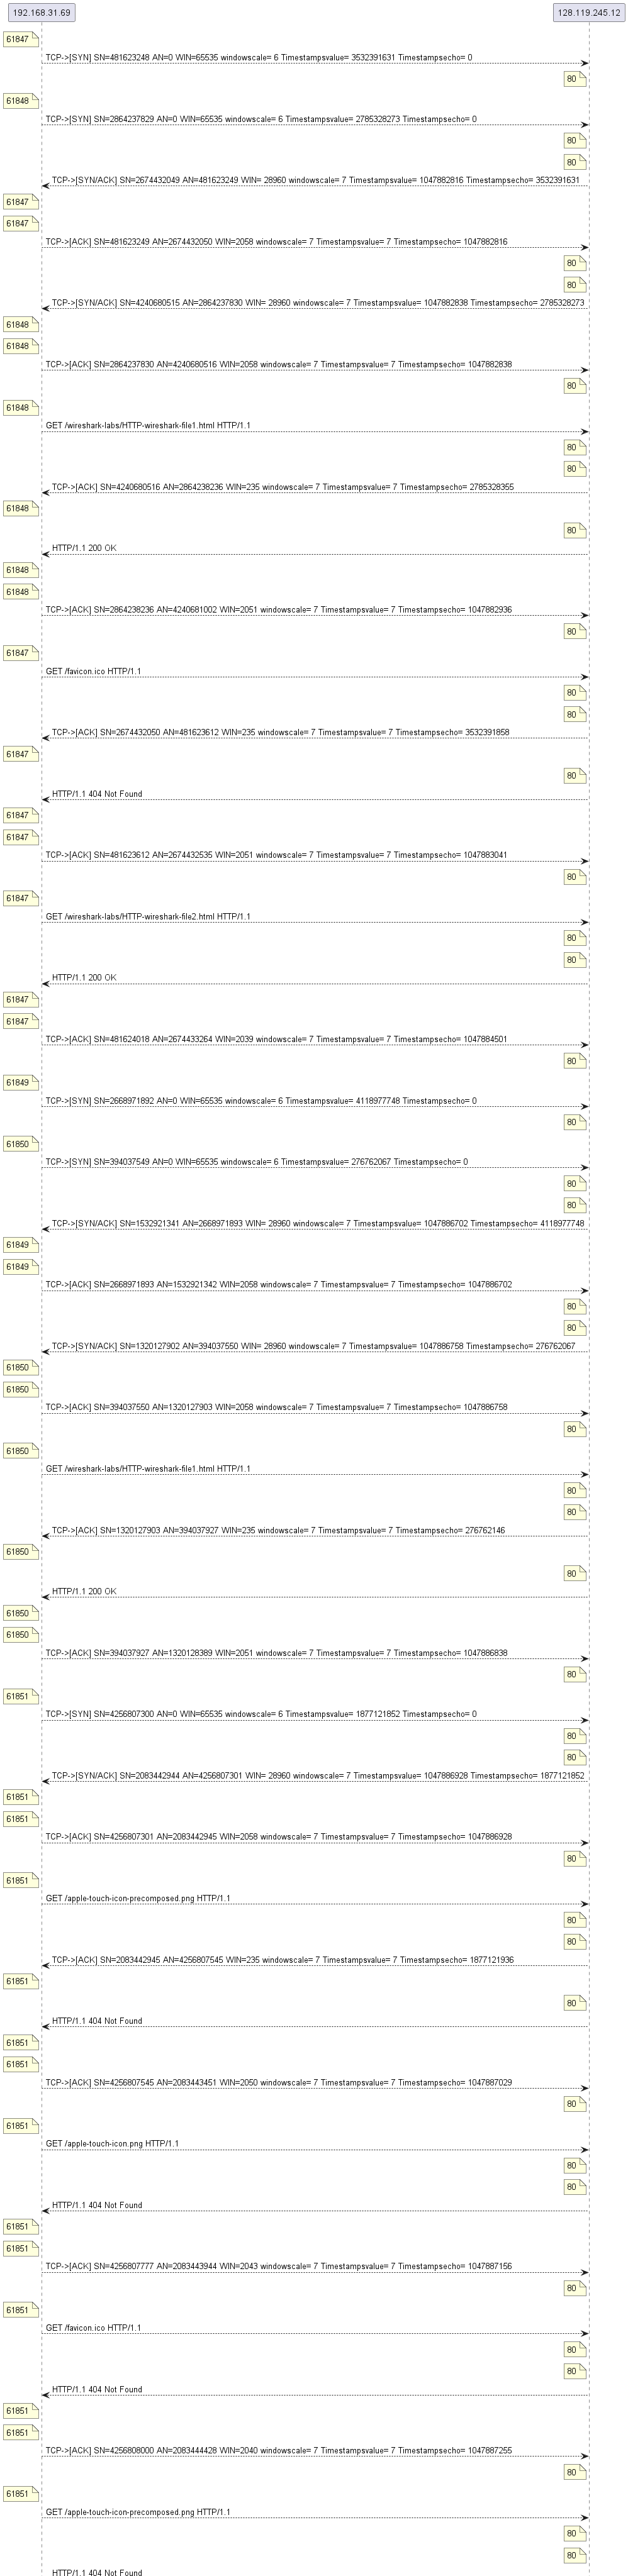 192.168.31.69 128.119.245.12
61847
TCP->[SYN] SN=481623248 AN=0 WIN=65535 windowscale= 6 Timestampsvalue= 3532391631 Timestampsecho= 0
80
61848
TCP->[SYN] SN=2864237829 AN=0 WIN=65535 windowscale= 6 Timestampsvalue= 2785328273 Timestampsecho= 0
80
80
TCP->[SYN/ACK] SN=2674432049 AN=481623249 WIN= 28960 windowscale= 7 Timestampsvalue= 1047882816 Timestampsecho= 3532391631
61847
61847
TCP->[ACK] SN=481623249 AN=2674432050 WIN=2058 windowscale= 7 Timestampsvalue= 7 Timestampsecho= 1047882816
80
80
TCP->[SYN/ACK] SN=4240680515 AN=2864237830 WIN= 28960 windowscale= 7 Timestampsvalue= 1047882838 Timestampsecho= 2785328273
61848
61848
TCP->[ACK] SN=2864237830 AN=4240680516 WIN=2058 windowscale= 7 Timestampsvalue= 7 Timestampsecho= 1047882838
80
61848
GET /wireshark-labs/HTTP-wireshark-file1.html HTTP/1.1
80
80
TCP->[ACK] SN=4240680516 AN=2864238236 WIN=235 windowscale= 7 Timestampsvalue= 7 Timestampsecho= 2785328355
61848
80
HTTP/1.1 200 OK
61848
61848
TCP->[ACK] SN=2864238236 AN=4240681002 WIN=2051 windowscale= 7 Timestampsvalue= 7 Timestampsecho= 1047882936
80
61847
GET /favicon.ico HTTP/1.1
80
80
TCP->[ACK] SN=2674432050 AN=481623612 WIN=235 windowscale= 7 Timestampsvalue= 7 Timestampsecho= 3532391858
61847
80
HTTP/1.1 404 Not Found
61847
61847
TCP->[ACK] SN=481623612 AN=2674432535 WIN=2051 windowscale= 7 Timestampsvalue= 7 Timestampsecho= 1047883041
80
61847
GET /wireshark-labs/HTTP-wireshark-file2.html HTTP/1.1
80
80
HTTP/1.1 200 OK
61847
61847
TCP->[ACK] SN=481624018 AN=2674433264 WIN=2039 windowscale= 7 Timestampsvalue= 7 Timestampsecho= 1047884501
80
61849
TCP->[SYN] SN=2668971892 AN=0 WIN=65535 windowscale= 6 Timestampsvalue= 4118977748 Timestampsecho= 0
80
61850
TCP->[SYN] SN=394037549 AN=0 WIN=65535 windowscale= 6 Timestampsvalue= 276762067 Timestampsecho= 0
80
80
TCP->[SYN/ACK] SN=1532921341 AN=2668971893 WIN= 28960 windowscale= 7 Timestampsvalue= 1047886702 Timestampsecho= 4118977748
61849
61849
TCP->[ACK] SN=2668971893 AN=1532921342 WIN=2058 windowscale= 7 Timestampsvalue= 7 Timestampsecho= 1047886702
80
80
TCP->[SYN/ACK] SN=1320127902 AN=394037550 WIN= 28960 windowscale= 7 Timestampsvalue= 1047886758 Timestampsecho= 276762067
61850
61850
TCP->[ACK] SN=394037550 AN=1320127903 WIN=2058 windowscale= 7 Timestampsvalue= 7 Timestampsecho= 1047886758
80
61850
GET /wireshark-labs/HTTP-wireshark-file1.html HTTP/1.1
80
80
TCP->[ACK] SN=1320127903 AN=394037927 WIN=235 windowscale= 7 Timestampsvalue= 7 Timestampsecho= 276762146
61850
80
HTTP/1.1 200 OK
61850
61850
TCP->[ACK] SN=394037927 AN=1320128389 WIN=2051 windowscale= 7 Timestampsvalue= 7 Timestampsecho= 1047886838
80
61851
TCP->[SYN] SN=4256807300 AN=0 WIN=65535 windowscale= 6 Timestampsvalue= 1877121852 Timestampsecho= 0
80
80
TCP->[SYN/ACK] SN=2083442944 AN=4256807301 WIN= 28960 windowscale= 7 Timestampsvalue= 1047886928 Timestampsecho= 1877121852
61851
61851
TCP->[ACK] SN=4256807301 AN=2083442945 WIN=2058 windowscale= 7 Timestampsvalue= 7 Timestampsecho= 1047886928
80
61851
GET /apple-touch-icon-precomposed.png HTTP/1.1
80
80
TCP->[ACK] SN=2083442945 AN=4256807545 WIN=235 windowscale= 7 Timestampsvalue= 7 Timestampsecho= 1877121936
61851
80
HTTP/1.1 404 Not Found
61851
61851
TCP->[ACK] SN=4256807545 AN=2083443451 WIN=2050 windowscale= 7 Timestampsvalue= 7 Timestampsecho= 1047887029
80
61851
GET /apple-touch-icon.png HTTP/1.1
80
80
HTTP/1.1 404 Not Found
61851
61851
TCP->[ACK] SN=4256807777 AN=2083443944 WIN=2043 windowscale= 7 Timestampsvalue= 7 Timestampsecho= 1047887156
80
61851
GET /favicon.ico HTTP/1.1
80
80
HTTP/1.1 404 Not Found
61851
61851
TCP->[ACK] SN=4256808000 AN=2083444428 WIN=2040 windowscale= 7 Timestampsvalue= 7 Timestampsecho= 1047887255
80
61851
GET /apple-touch-icon-precomposed.png HTTP/1.1
80
80
HTTP/1.1 404 Not Found